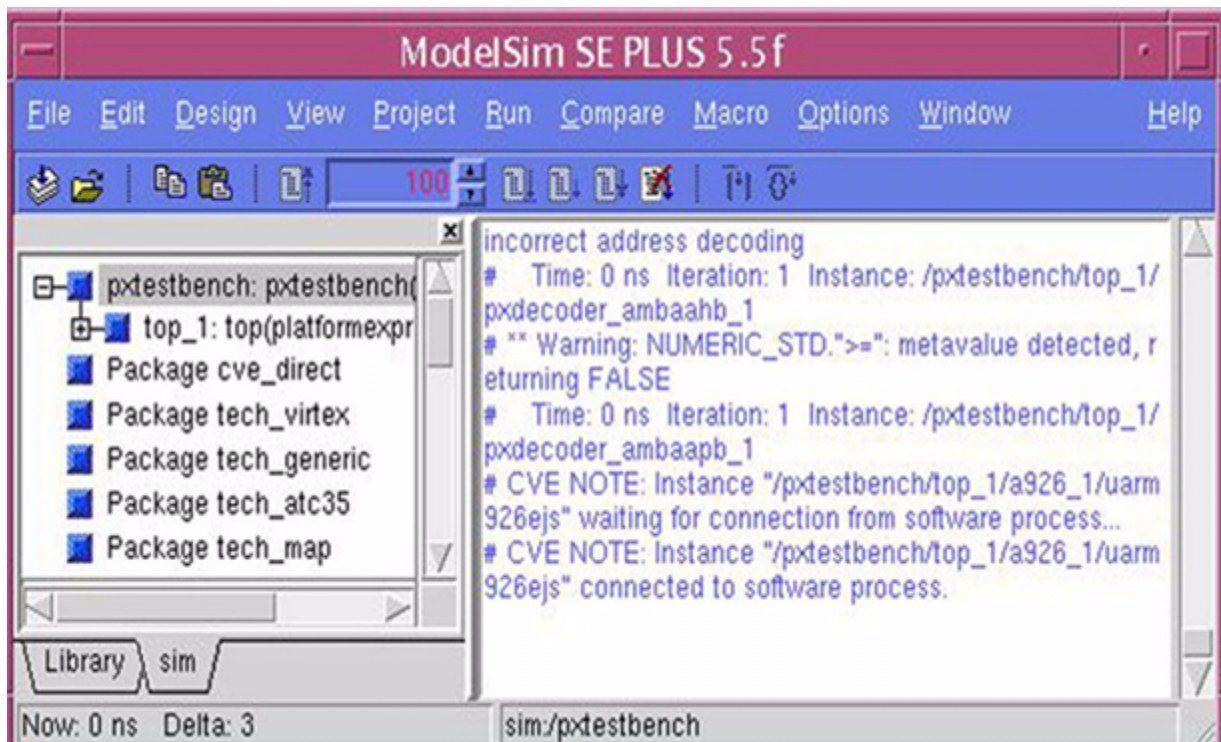 ModelSim SE PLUS 5.5f
File Edit Design View Project Run Compare Macro Options Window Help
100
pxtestbench: pxtestbench(
top_1: top(platformexpr
Package cve_direct
Package tech_virtex
Package tech_generic
Package tech_atc35
Package tech_map
Library sim
incorrect address decoding
# Time: 0 ns Iteration: 1 Instance: /pxtestbench/top_1/
pxdecoder_ambaahb_1
# ** Warning: NUMERIC_STD.">=": metavalue detected, r
eturning FALSE
# Time: 0 ns Iteration: 1 Instance: /pxtestbench/top_1/
pxdecoder_ambaapb_1
# CVE NOTE: Instance "/pxtestbench/top_1/a926_1/uarm
926ejs" waiting for connection from software process...
# CVE NOTE: Instance "/pxtestbench/top_1/a926_1/uarm
926ejs" connected to software process.
Now: 0 ns Delta: 3
sim:/pxtestbench